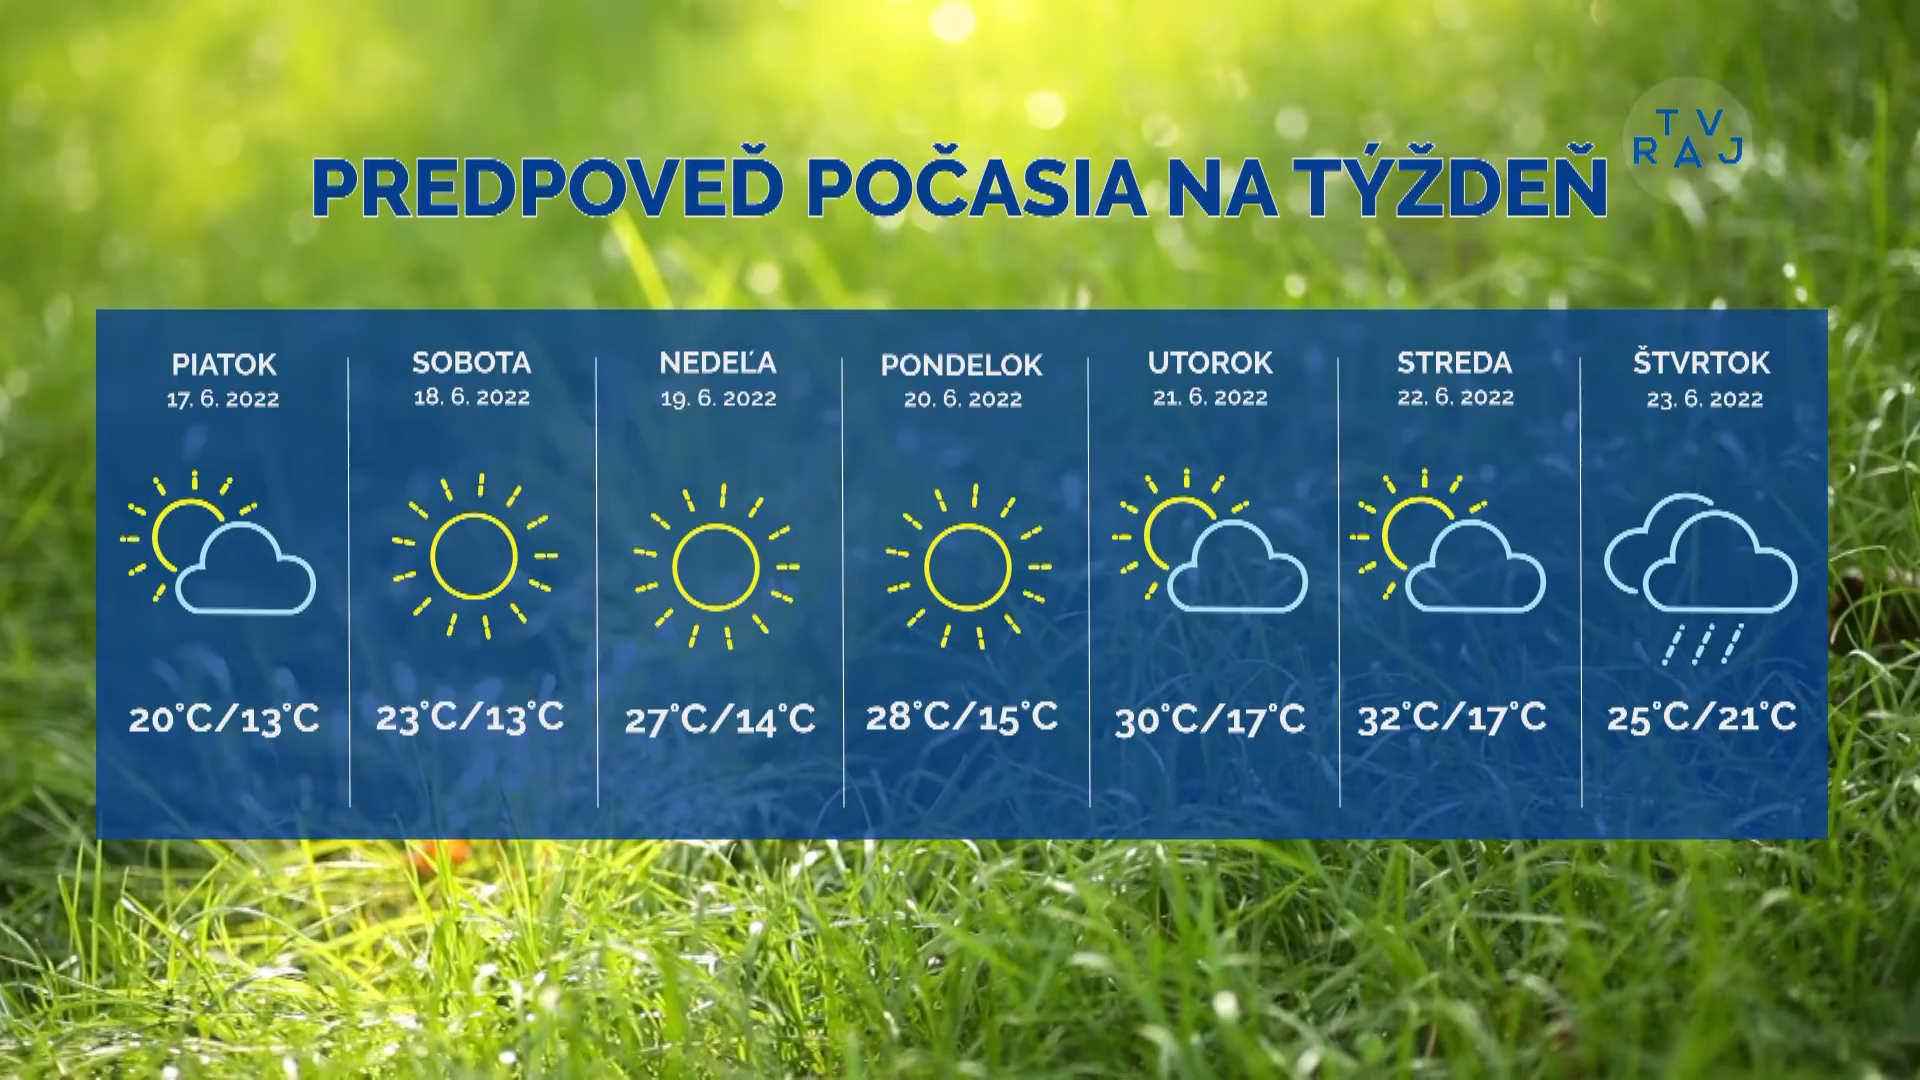 TV
RAJ
PREDPOVEĎ POČASIA NA TÝŽDEŇ
PIATOK
17. 6. 2022
20°C/13°C
SOBOTA
18. 6. 2022
23°C/13°C
NEDEĽA
19. 6. 2022
27°C/14°C
PONDELOK
20. 6. 2022
28°C/15°C
UTOROK
21. 6. 2022
30°C/17°C
STREDA
22. 6. 2022
32°C/17°C
ŠTVRTOK
23. 6. 2022
25°C/21°C